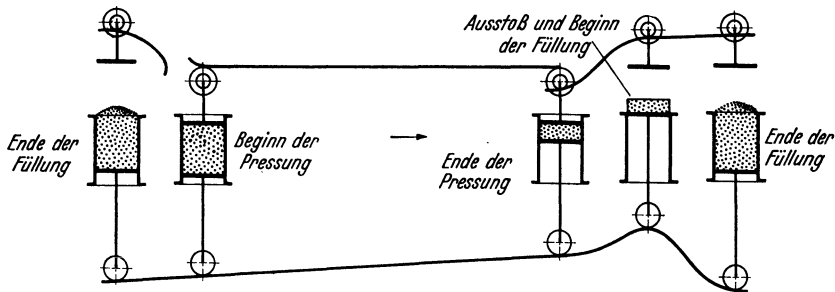 Ausstoß und Beginn
der Füllung
Ende der
Füllung
Beginn der
Pressung
Ende der
Pressung
Ende der
Füllung